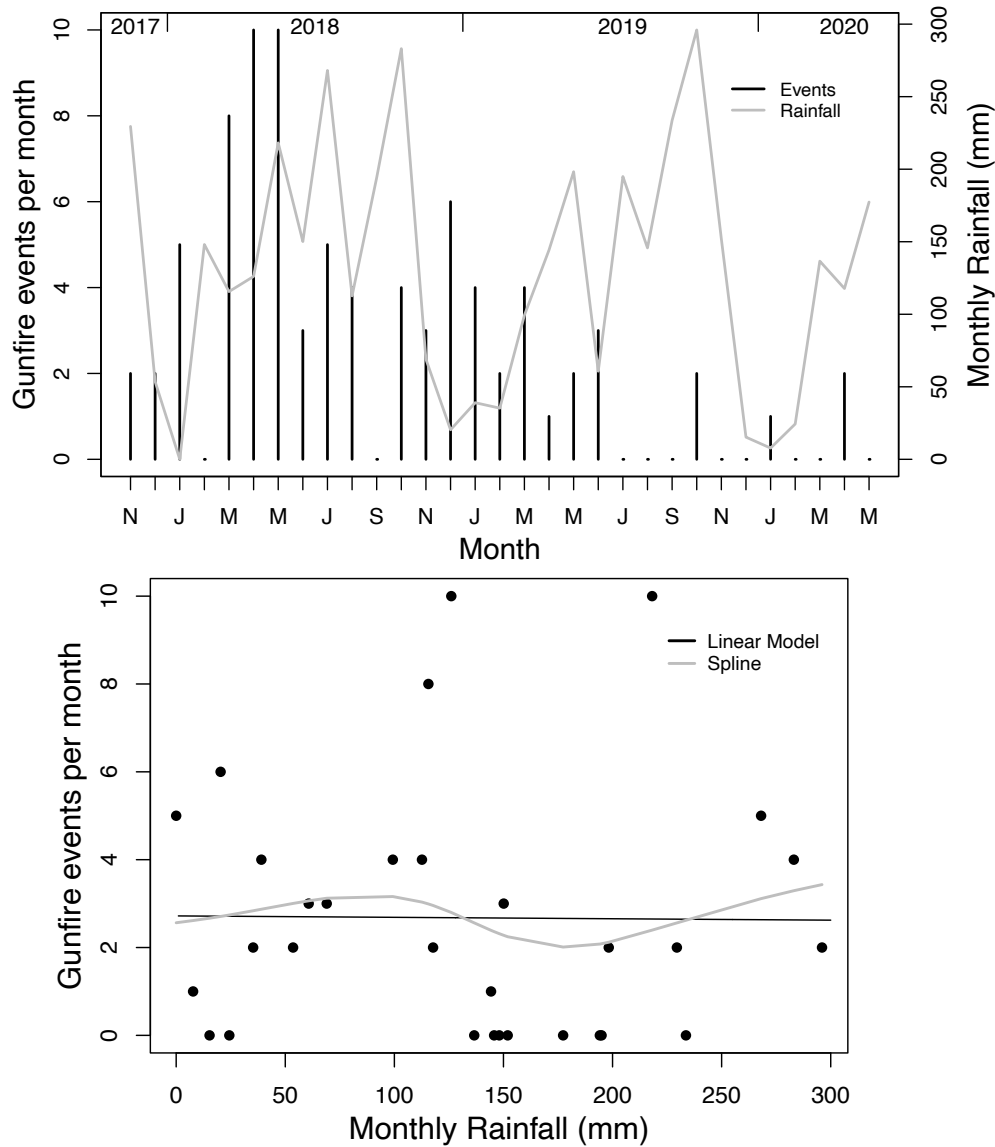 2017 2018 2019 2020
Gunfire events per month
10
8
6
4
2
0
Events
Rainfall
300
250
200
150
100
50
0
Monthly Rainfall (mm)
N J M M J S N J M M J S N J M M
Month
Gunfire events per month
10
8
6
4
2
0
Linear Model
Spline
0 50 100 150 200 250 300
Monthly Rainfall (mm)